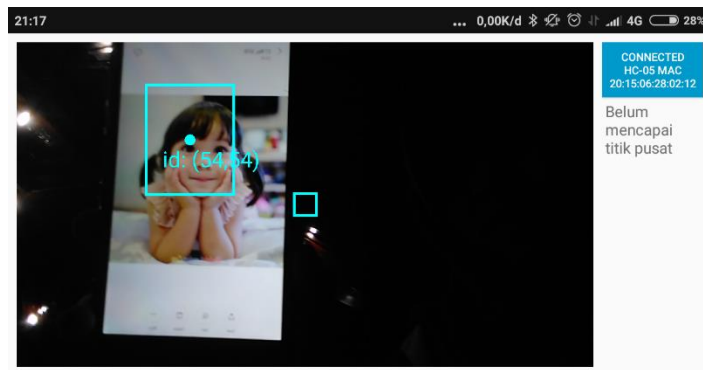 21:17
... 0,00K/d 4G 28%
CONNECTED
HC-05 MAC
20:15:06:28:02:12
Belum
mencapai
titik pusat
id: (54,54)